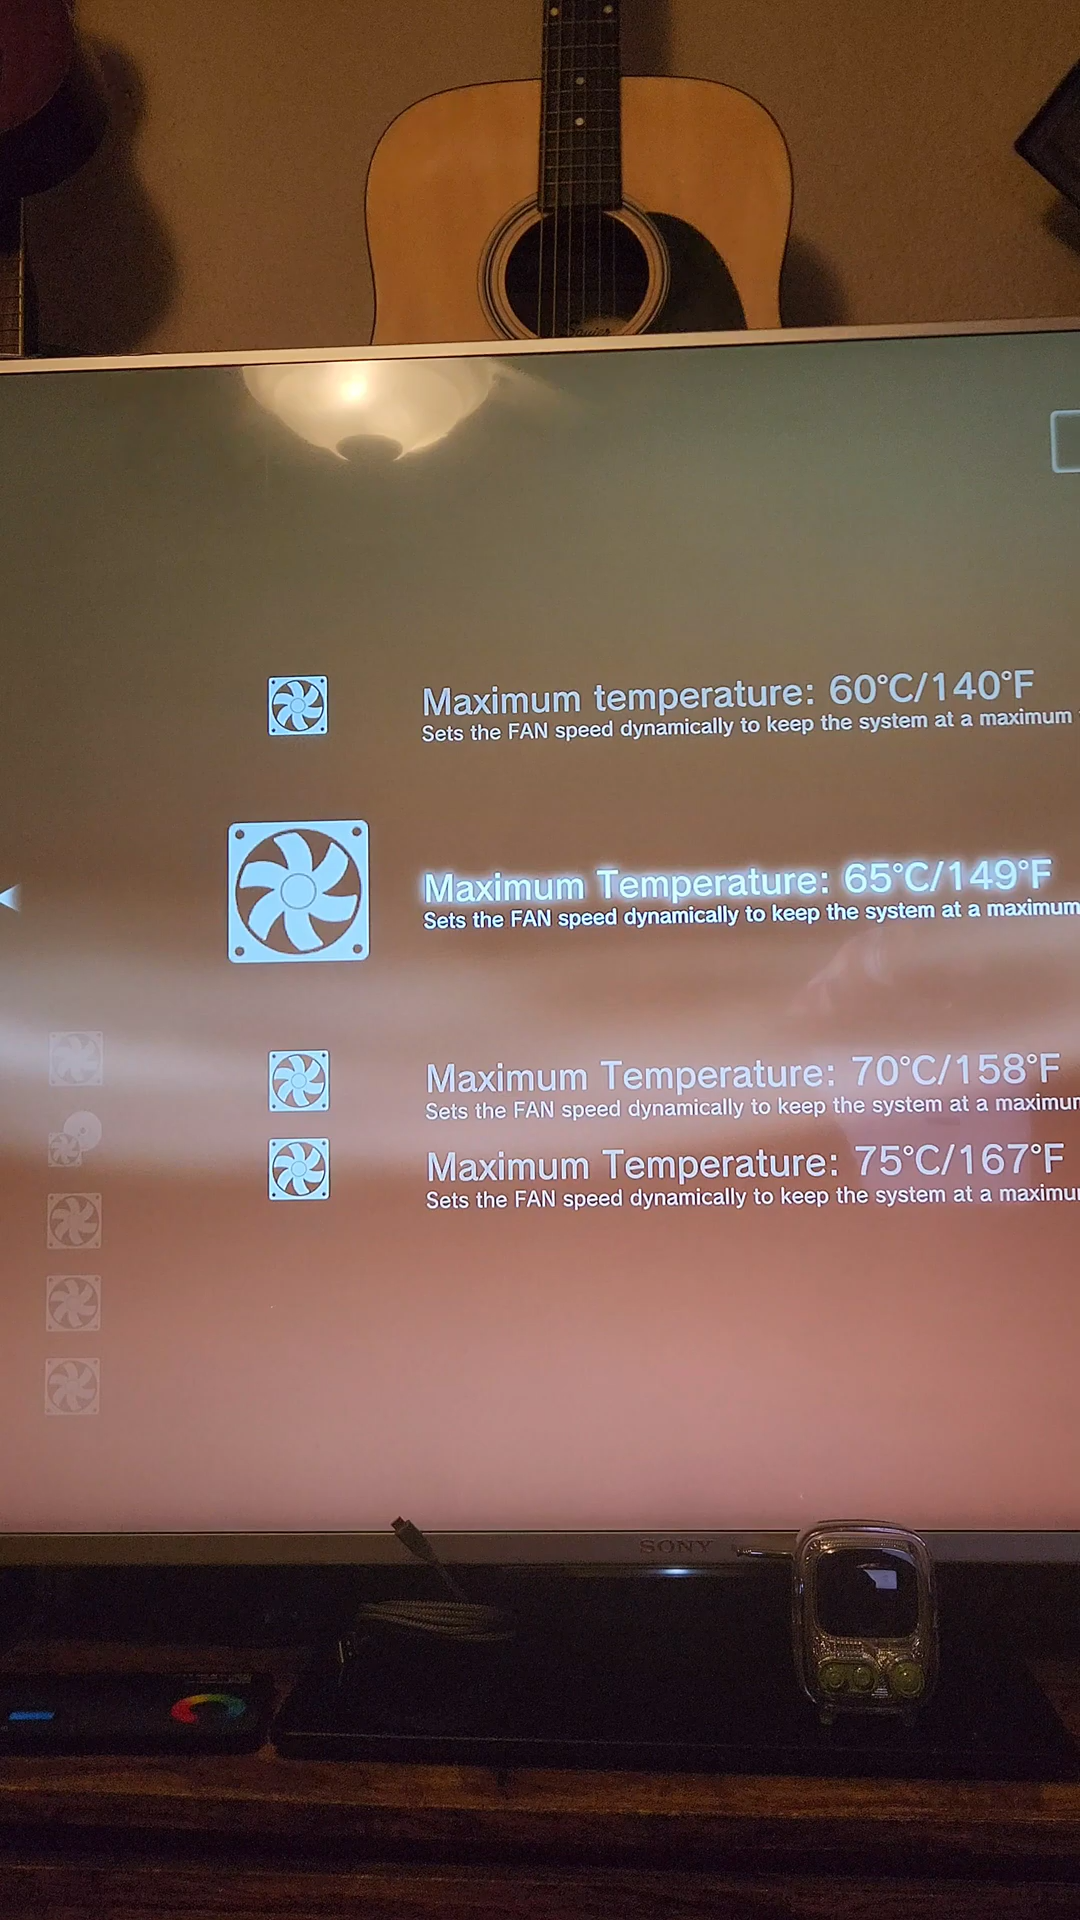 Maximum temperature: 60°C/140°F
Sets the FAN speed dynamically to keep the system at a maximum
Maximum Temperature: 65°C/149°F
Sets the FAN speed dynamically to keep the system at a maximum
Maximum Temperature: 70°C/158°F
Sets the FAN speed dynamically to keep the system at a maximum
Maximum Temperature: 75°C/167°F
Sets the FAN speed dynamically to keep the system at a maximum
SONY